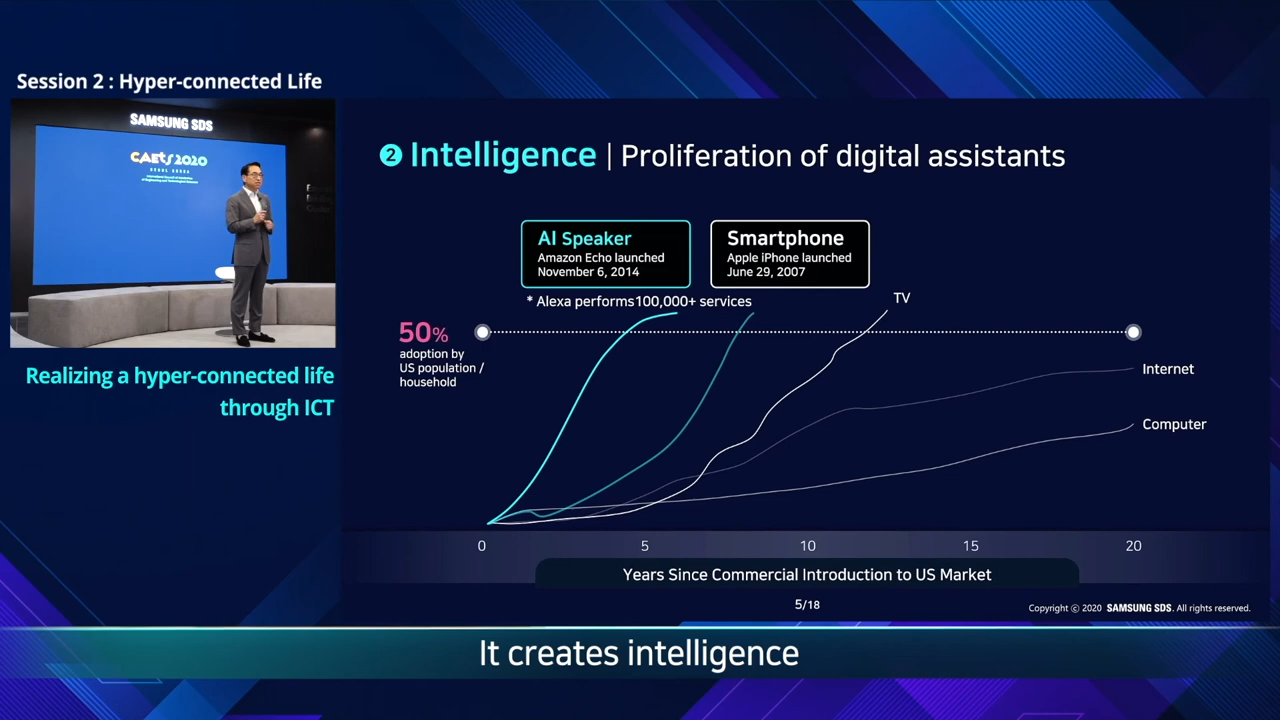 Session 2 : Hyper-connected Life
SAMSUNG SDS
CAETS 2020
SEOUL KOREA
Realizing a hyper-connected life
through ICT
2 Intelligence | Proliferation of digital assistants
AI Speaker
Amazon Echo launched
November 6, 2014
Smartphone
Apple iPhone launched
June 29, 2007
* Alexa performs100,000+ services
TV
50%
adoption by
US population /
household
Internet
Computer
0 5 10 15 20
Years Since Commercial Introduction to US Market
5/18
Copyright ⓒ 2020 SAMSUNG SDS. All rights reserved.
It creates intelligence